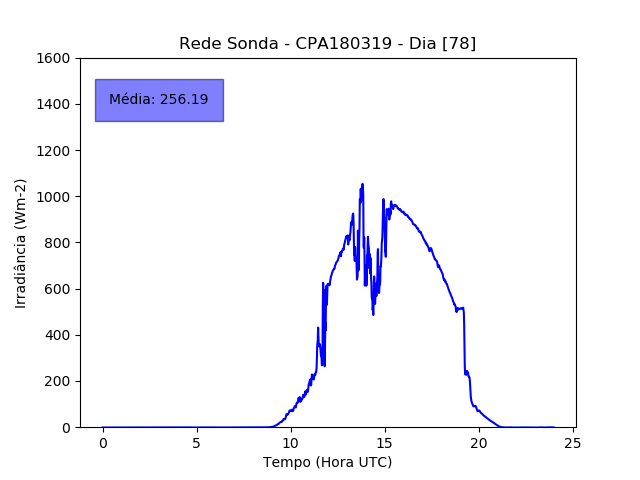 Rede Sonda - CPA180319 - Dia [78]
1600
1400
1200
1000
800
600
400
200
0
Irradiância (Wm-2)
Média: 256.19
0 5 10 15 20 25
Tempo (Hora UTC)